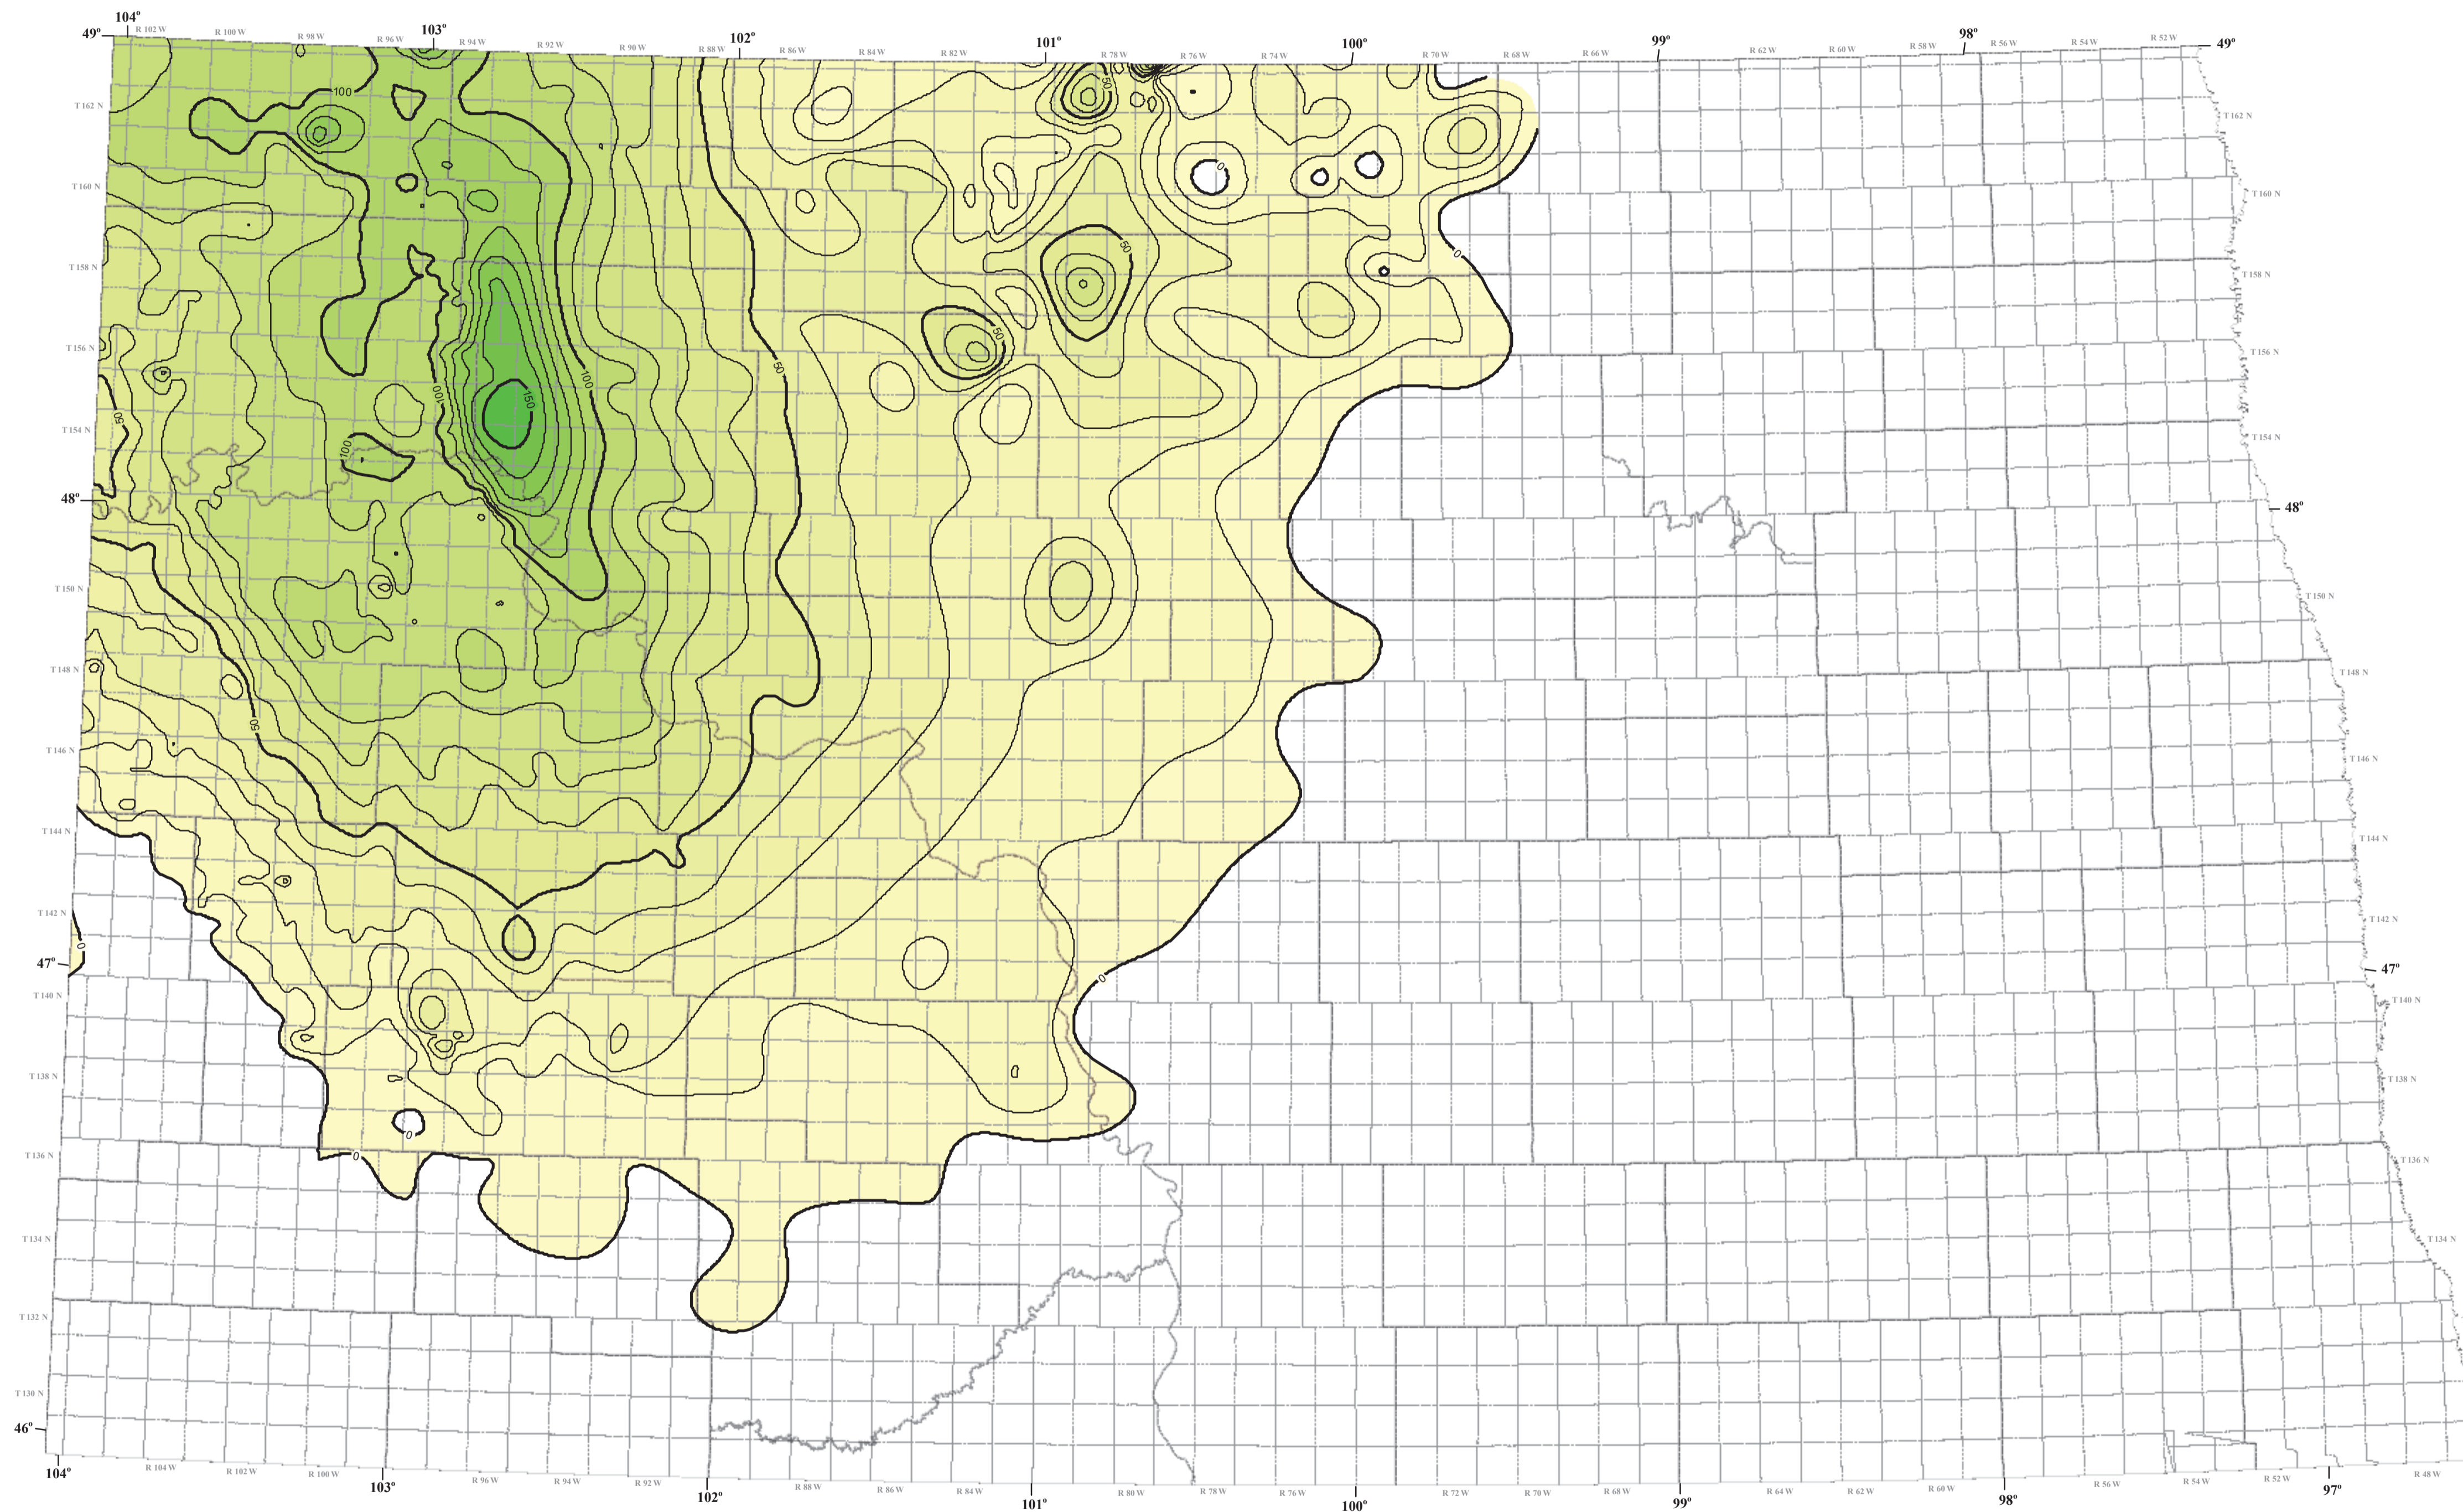 104° 103° 102° 101° 100° 99° 98°
49° R 102 W R 100 W R 98 W R 96 W R 94 W R 92 W R 90 W R 88 W R 86 W R 84 W R 82 W R 78 W R 76 W R 74 W R 70 W R 68 W R 66 W R 62 W R 60 W R 58 W R 56 W R 54 W R 52 W 49°
100 50
T 162 N T 162 N
0
T 160 N T 160 N
50 0
T 158 N T 158 N
50
T 156 N T 156 N
50
100 100 150
50
T 154 N T 154 N
100
48° 48°
T 150 N T 150 N
T 148 N T 148 N
50
T 146 N T 146 N
T 144 N T 144 N
T 142 N T 142 N
0
47° 47°
0
T 140 N T 140 N
T 138 N T 138 N
0
0
T 136 N T 136 N
T 134 N T 134 N
T 132 N
T 130 N
46°
104° R 104 W R 102 W R 100 W 103° R 96 W R 94 W R 92 W 102° R 88 W R 86 W R 84 W 101° R 80 W R 78 W R 76 W 100° R 72 W R 70 W R 68 W 99° R 64 W R 62 W R 60 W 98° R 56 W R 54 W R 52 W 97° R 48 W